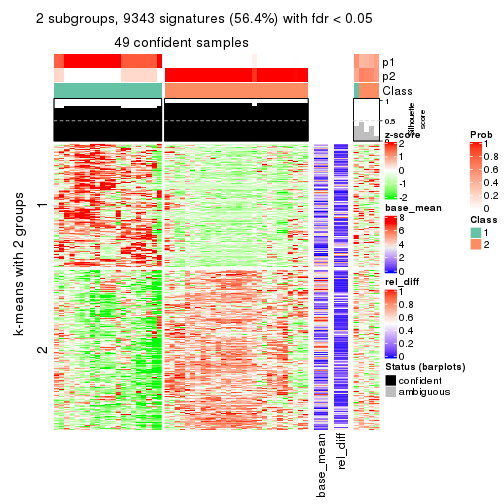 2 subgroups, 9343 signatures (56.4%) with fdr < 0.05
49 confident samples
p1
p2
Class
1
0.5
0
Silhouette
score
k-means with 2 groups
1
2
base_mean
rel_diff
z-score
2
1
0
-1
-2
base_mean
8
6
4
2
0
rel_diff
1
0.8
0.6
0.4
0.2
0
Status (barplots)
confident
ambiguous
Prob
1
0.8
0.6
0.4
0.2
0
Class
1
2